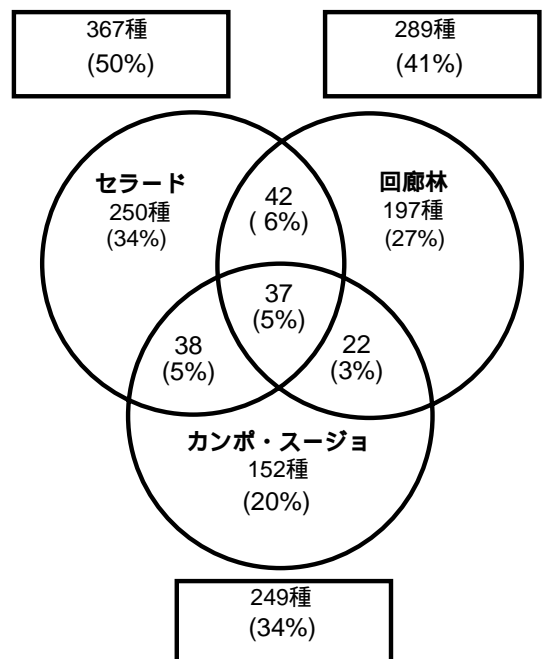 367種
(50%)
289種
(41%)
セラード
250種
(34%)
42
( 6%)
回廊林
197種
(27%)
37
(5%)
38
(5%)
22
(3%)
カンポ・スージョ
152種
(20%)
249種
(34%)